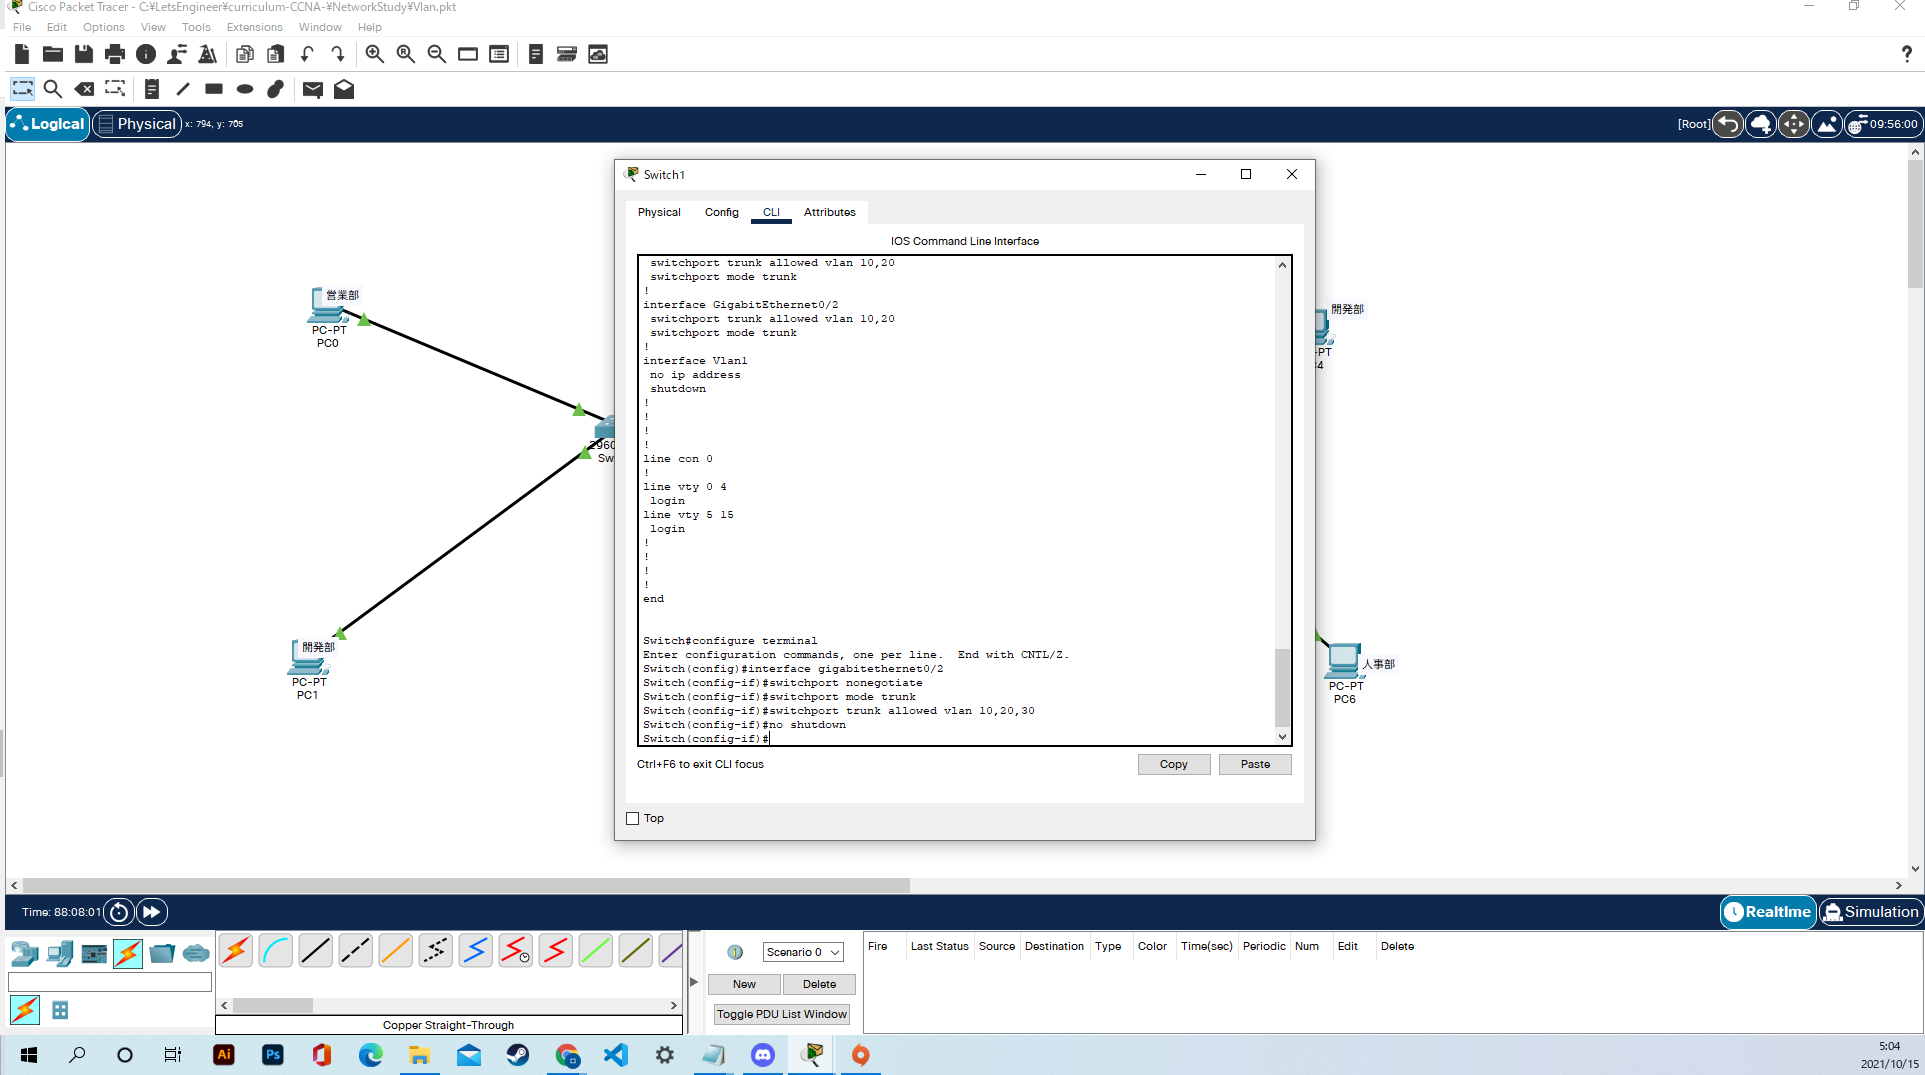 Cisco Packet Tracer - C:¥LetsEngineer¥curriculum-CCNA-¥NetworkStudy¥Vlan.pkt
File Edit Options View Tools Extensions Window Help
Logical Physical x: 794, y: 705
[Root] 09:56:00
Switch1
Physical Config CLI Attributes
IOS Command Line Interface
switchport trunk allowed vlan 10,20
switchport mode trunk
!
interface GigabitEthernet0/2
switchport trunk allowed vlan 10,20
switchport mode trunk
!
interface Vlan1
no ip address
shutdown
!
!
!
!
line con 0
!
line vty 0 4
login
line vty 5 15
login
!
!
!
!
end
Switch#configure terminal
Enter configuration commands, one per line.  End with CNTL/Z.
Switch(config)#interface gigabitethernet0/2
Switch(config-if)#switchport nonegotiate
Switch(config-if)#switchport mode trunk
Switch(config-if)#switchport trunk allowed vlan 10,20,30
Switch(config-if)#no shutdown
Switch(config-if)#
Ctrl+F6 to exit CLI focus
Copy Paste
Top
営業部
PC-PT
PC0
2960
Sw
開発部
PC-PT
PC1
開発部
-PT
4
人事部
PC-PT
PC6
Time: 88:08:01
Realtime Simulation
Scenario 0
New Delete
Toggle PDU List Window
Fire Last Status Source Destination Type Color Time(sec) Periodic Num Edit Delete
Copper Straight-Through
Ai Ps
5:04
2021/10/15